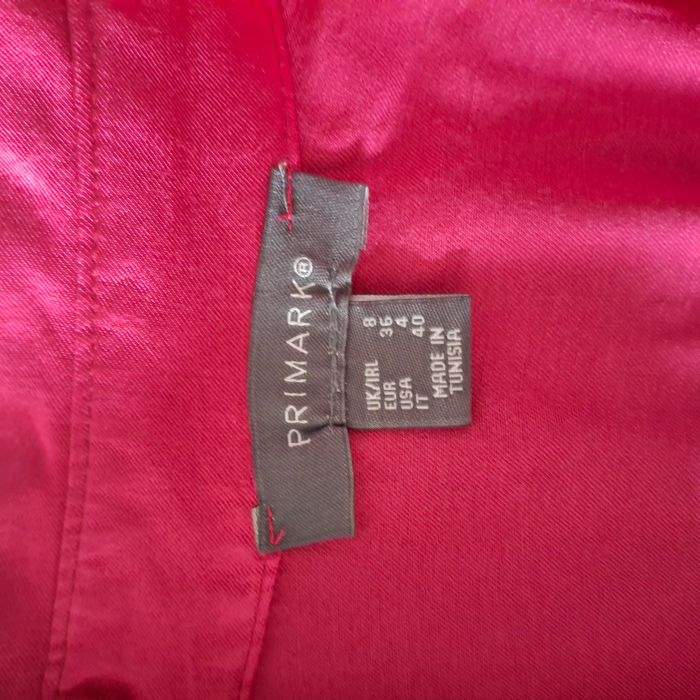 PRIMARK®
UK/IRL 8
EUR 36
USA 4
IT 40
MADE IN
TUNISIA